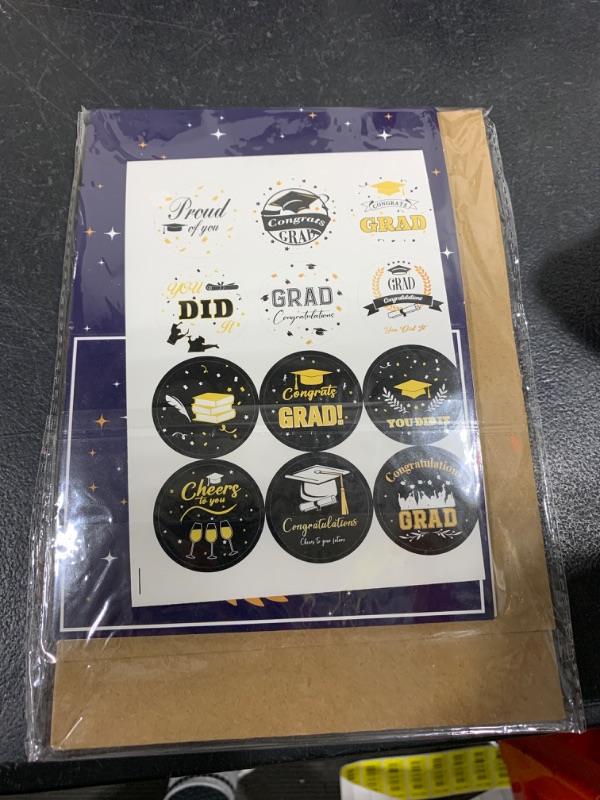 Proud
of you
Congrats
GRAD
CONGRATS
GRAD
YOU
DID
It
GRAD
Congratulations
GRAD
Congratulations
You Did It
Congrats
GRAD!
YOU DID IT
Cheers
to you
Congratulations
Cheers to your future
Congratulations
GRAD